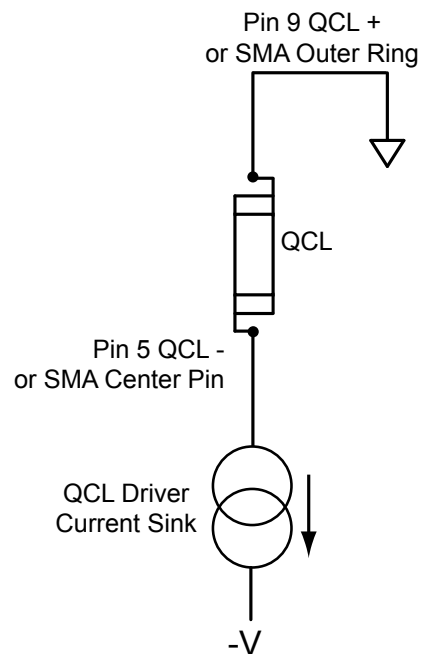 Pin 9 QCL +
or SMA Outer Ring
QCL
Pin 5 QCL -
or SMA Center Pin
QCL Driver
Current Sink
-V